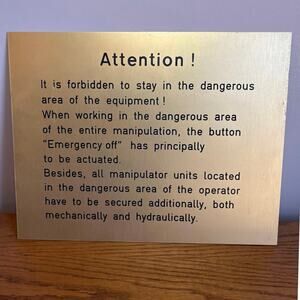 Attention !
It is forbidden to stay in the dangerous
area of the equipment !
When working in the dangerous area
of the entire manipulation, the button
"Emergency off" has principally
to be actuated.
Besides, all manipulator units located
in the dangerous area of the operator
have to be secured additionally, both
mechanically and hydraulically.